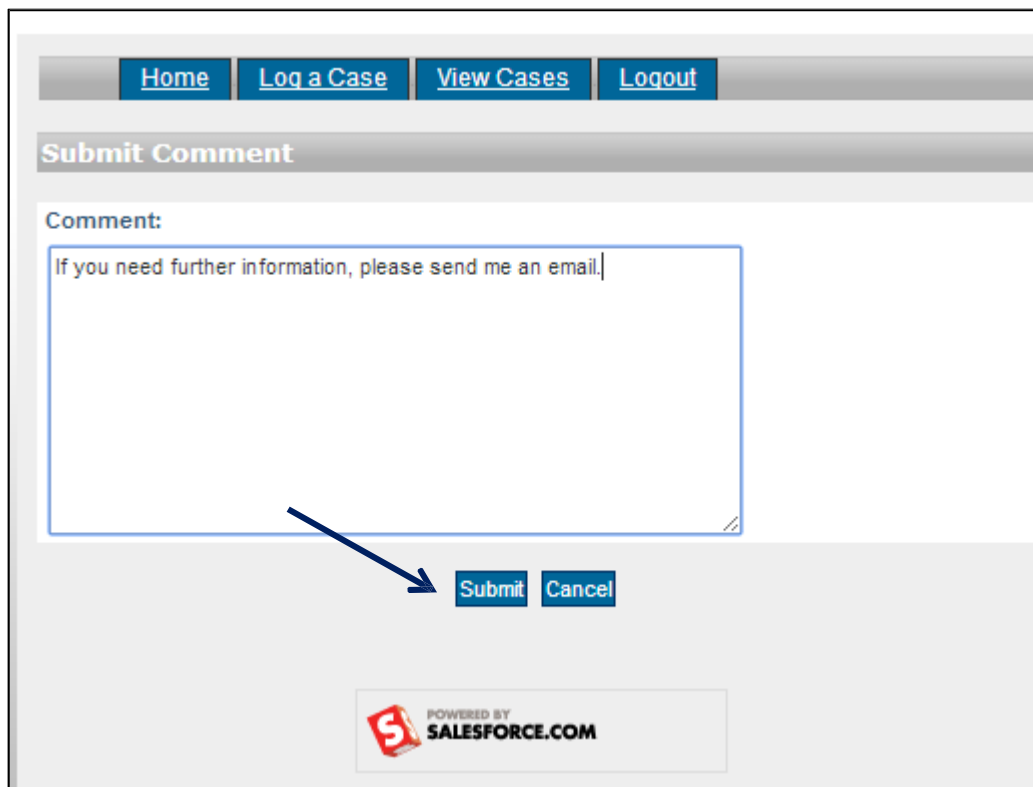 Home Log a Case View Cases Logout
Submit Comment
Comment:
If you need further information, please send me an email.
Submit Cancel
POWERED BY
SALESFORCE.COM